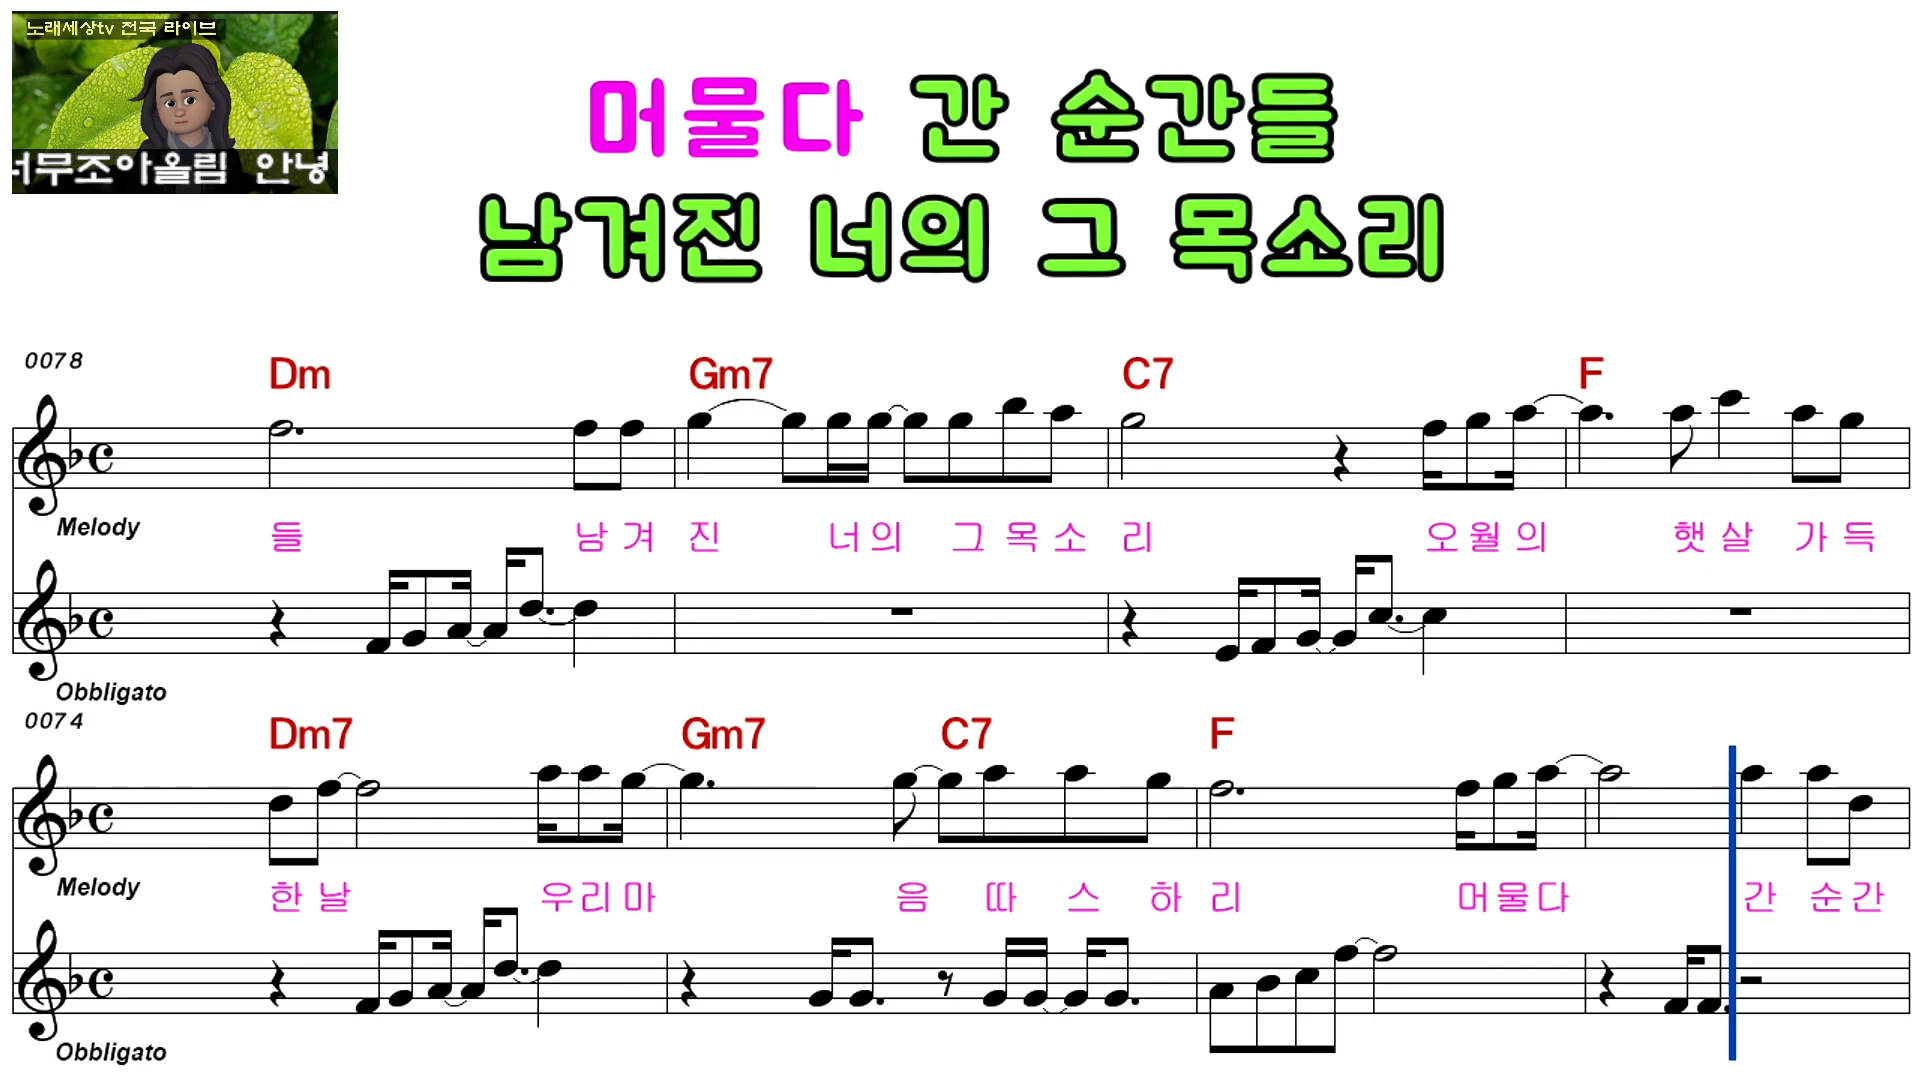 노래세상tv 전국 라이브
너무조아올림 안녕
머물다 간 순간들
남겨진 너의 그 목소리
0078
Dm Gm7 C7 F
Melody
들 남겨 진 너의 그목소 리 오월의 햇살 가득
Obbligato
0074
Dm7 Gm7 C7 F
Melody
한날 우리마 음 따 스 하 리 머물다 간 순간
Obbligato